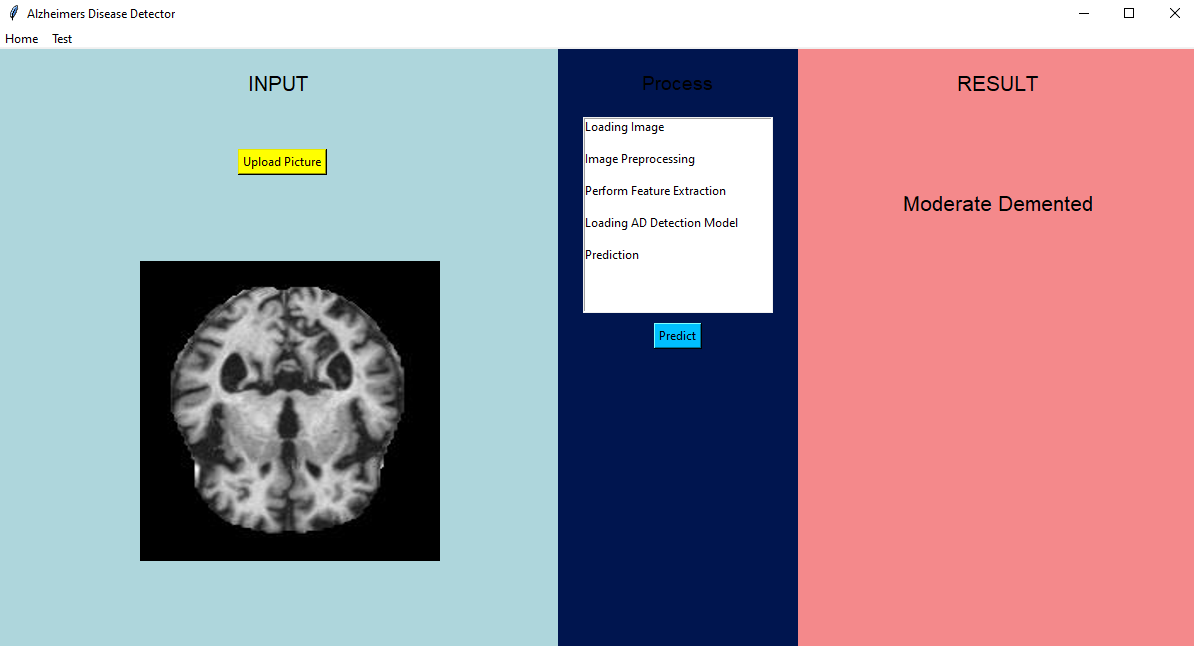 Alzheimers Disease Detector
Home Test
INPUT
Upload Picture
Process
Loading Image
Image Preprocessing
Perform Feature Extraction
Loading AD Detection Model
Prediction
Predict
RESULT
Moderate Demented